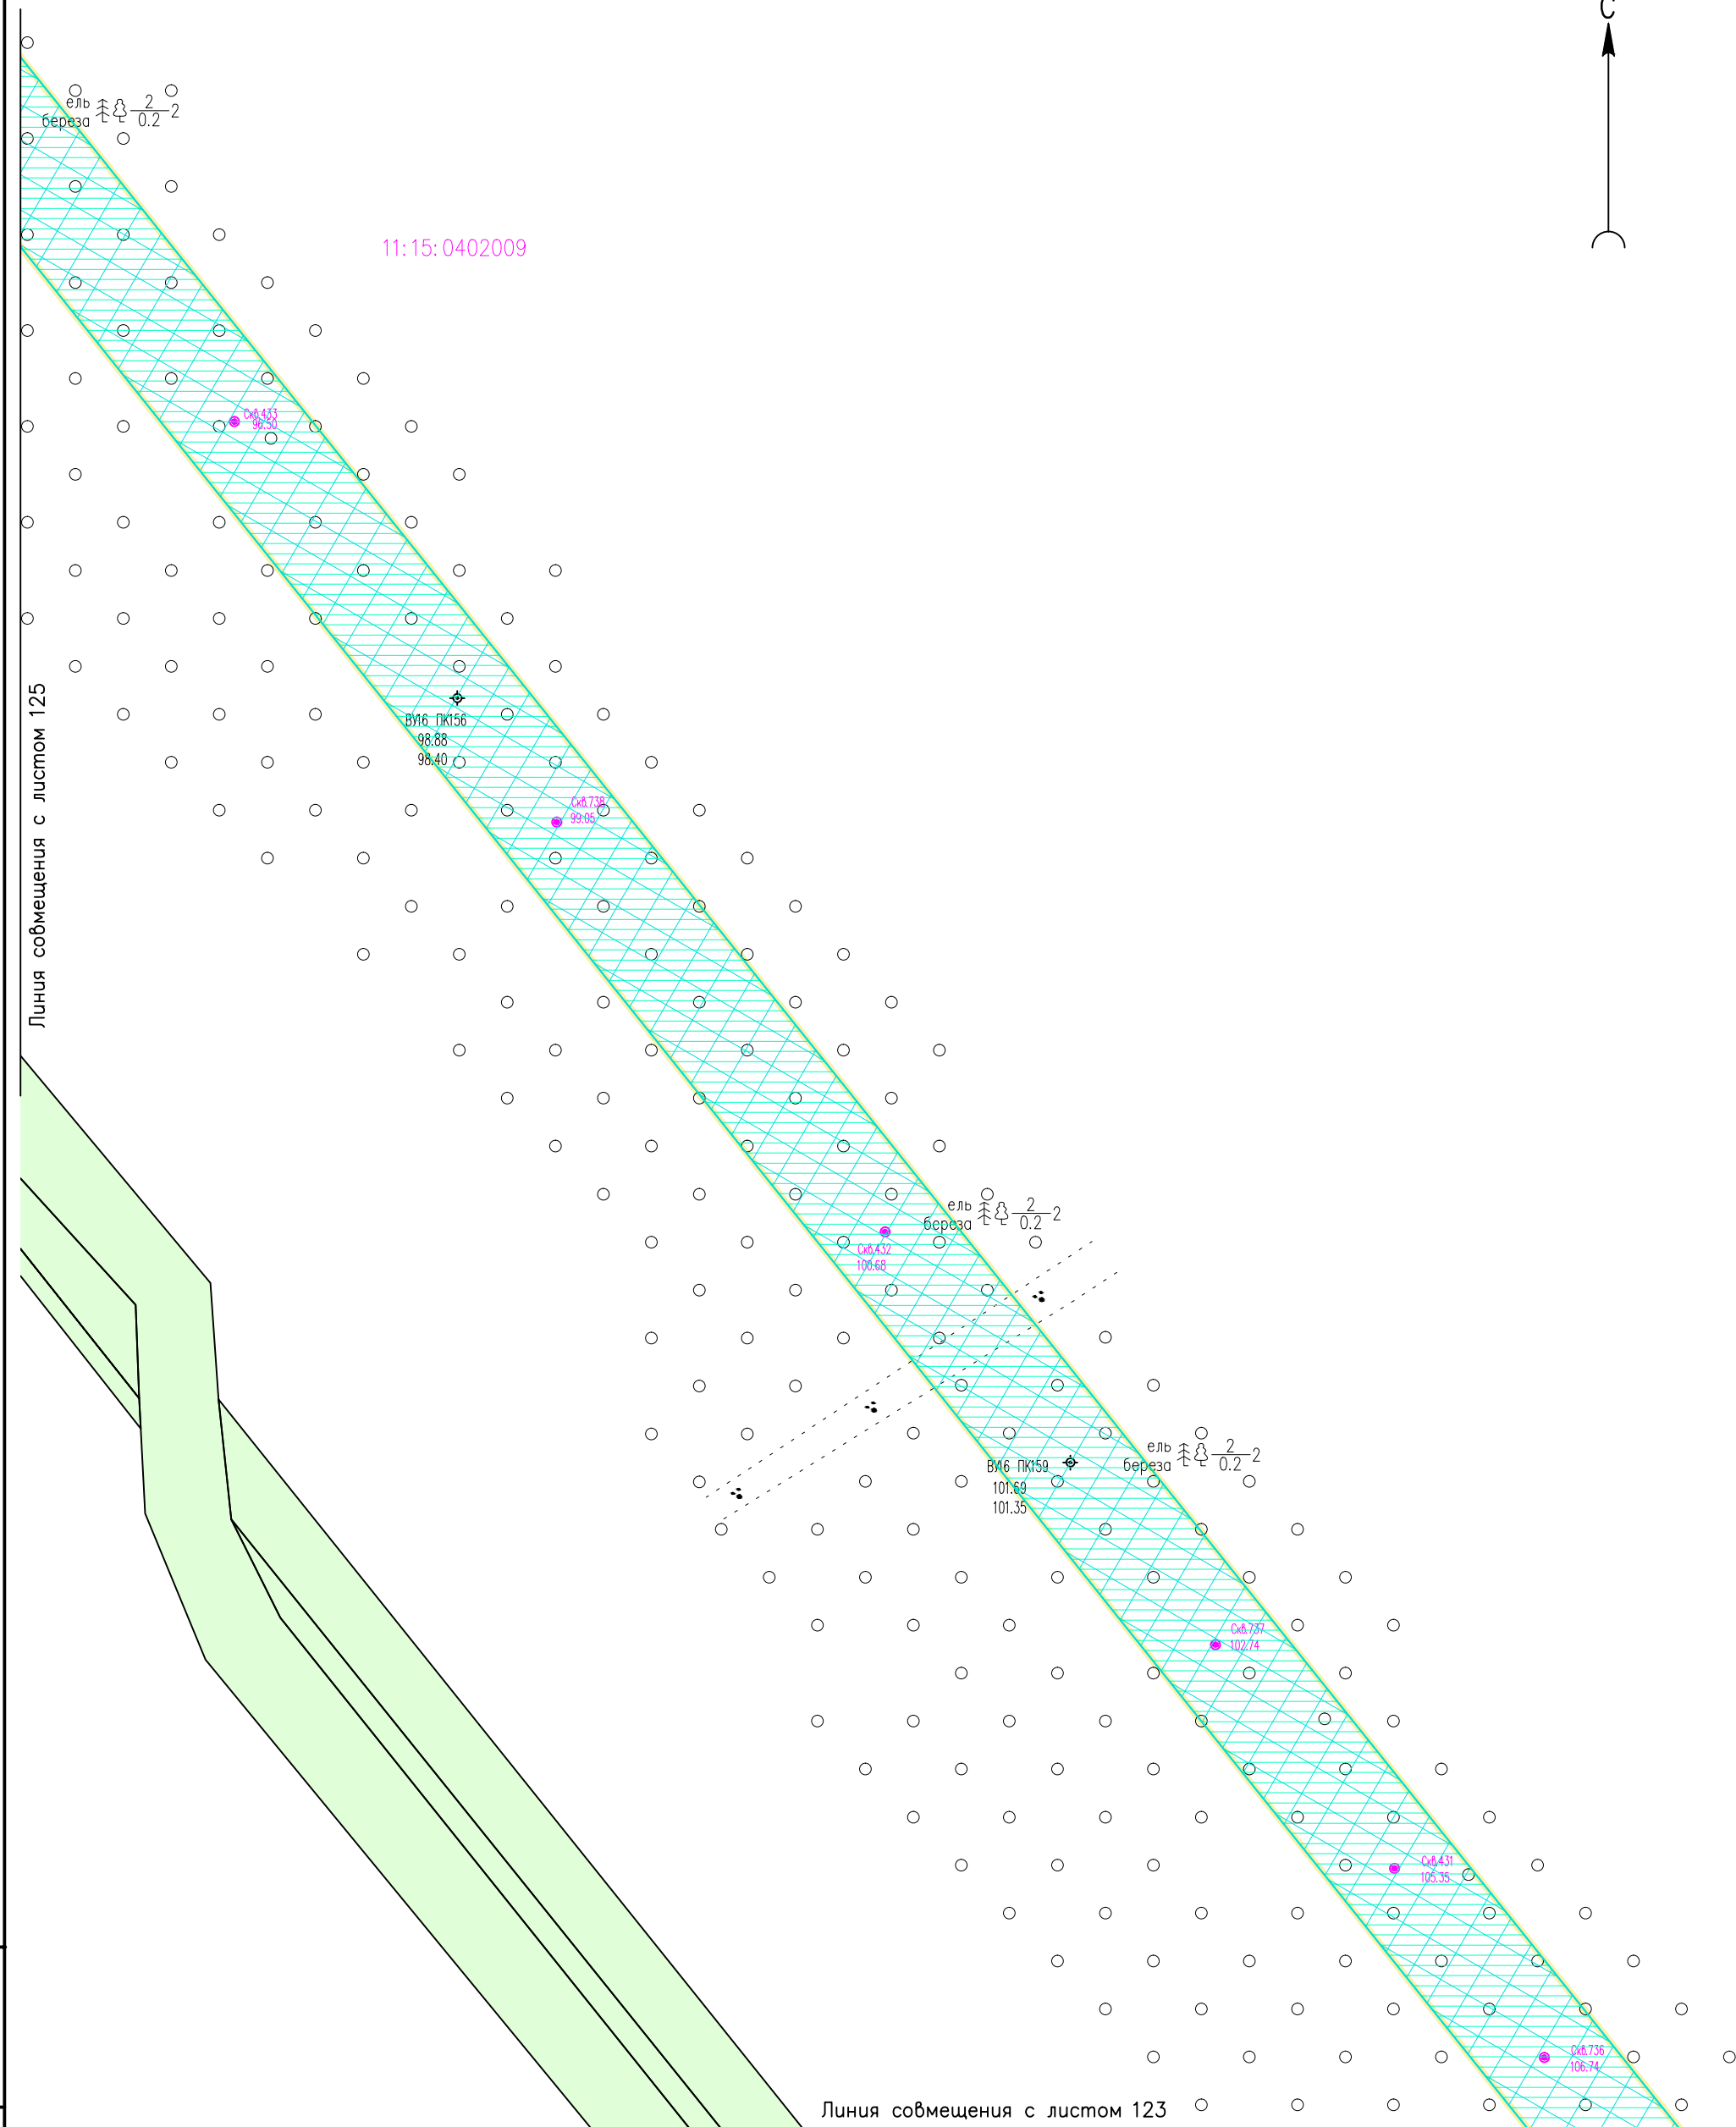 С
ель 2
береза 0.2 2
11:15:0402009
Скв.433
96.50
Линия совмещения с листом 125
ВУ16 ПК156
98.88
98.40
Скв.738
99.05
ель 2
береза 0.2 2
Скв.432
100.68
ель 2
береза 0.2 2
ВУ16 ПК159
101.69
101.35
Скв.737
102.74
Скв.431
105.35
Скв.736
106.74
Линия совмещения с листом 123